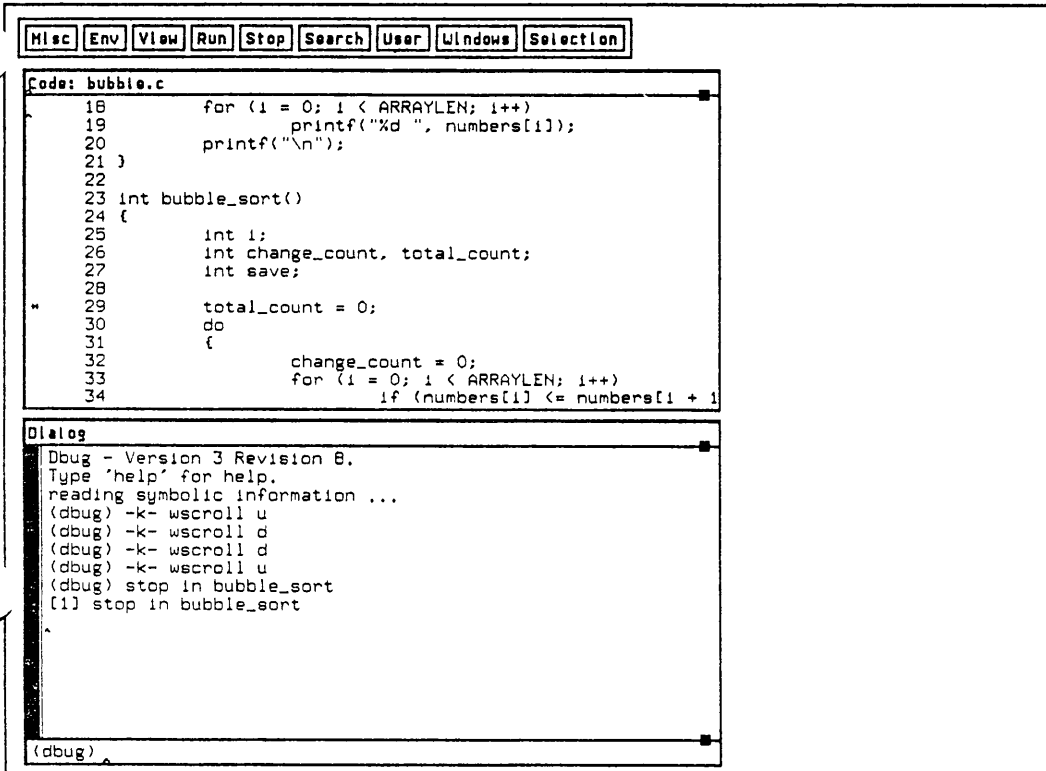 Misc Env View Run Stop Search User Windows Selection
Code: bubble.c
18 for (i = 0; i < ARRAYLEN; i++)
19 printf("%d ", numbers[i]);
20 printf("\n");
21 }
22
23 int bubble_sort()
24 {
25 int i;
26 int change_count, total_count;
27 int save;
28
* 29 total_count = 0;
30 do
31 {
32 change_count = 0;
33 for (i = 0; i < ARRAYLEN; i++)
34 if (numbers[i] <= numbers[i + 1
Dialog
Dbug - Version 3 Revision 8.
Type 'help' for help.
reading symbolic information ...
(dbug) -k- wscroll u
(dbug) -k- wscroll d
(dbug) -k- wscroll d
(dbug) -k- wscroll u
(dbug) stop in bubble_sort
[1] stop in bubble_sort
(dbug)